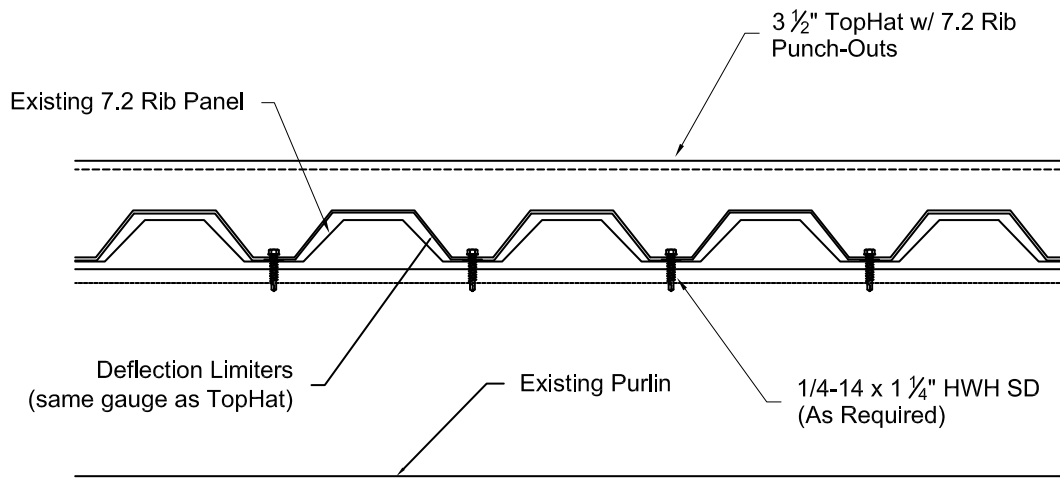 3 ½" TopHat w/ 7.2 Rib
Punch-Outs
Existing 7.2 Rib Panel
Deflection Limiters
(same gauge as TopHat)
Existing Purlin
1/4-14 x 1 ¼" HWH SD
(As Required)